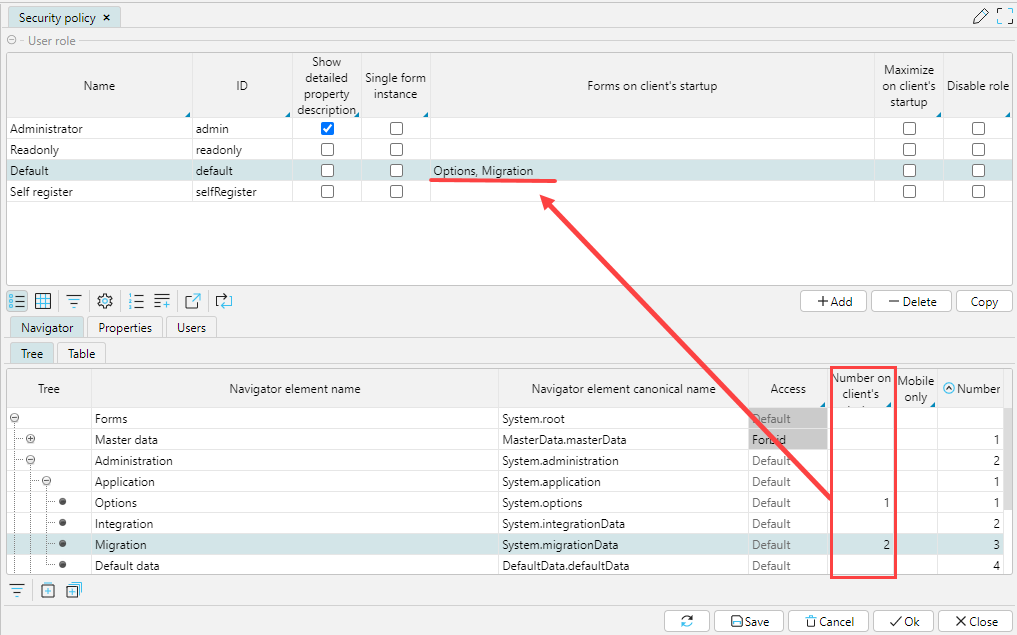 Security policy
User role
Name ID Show detailed property description Single form instance Forms on client's startup Maximize on client's startup Disable role
Administrator admin
Readonly readonly
Default default Options, Migration
Self register selfRegister
Add Delete Copy
Navigator Properties Users
Tree Table
Tree Navigator element name Navigator element canonical name Access Number on client's Mobile only Number
Forms System.root Default
Master data MasterData.masterData Forbid 1
Administration System.administration Default 2
Application System.application Default 1
Options System.options Default 1 1
Integration System.integrationData Default 2
Migration System.migrationData Default 2 3
Default data DefaultData.defaultData Default 4
Save Cancel Ok Close